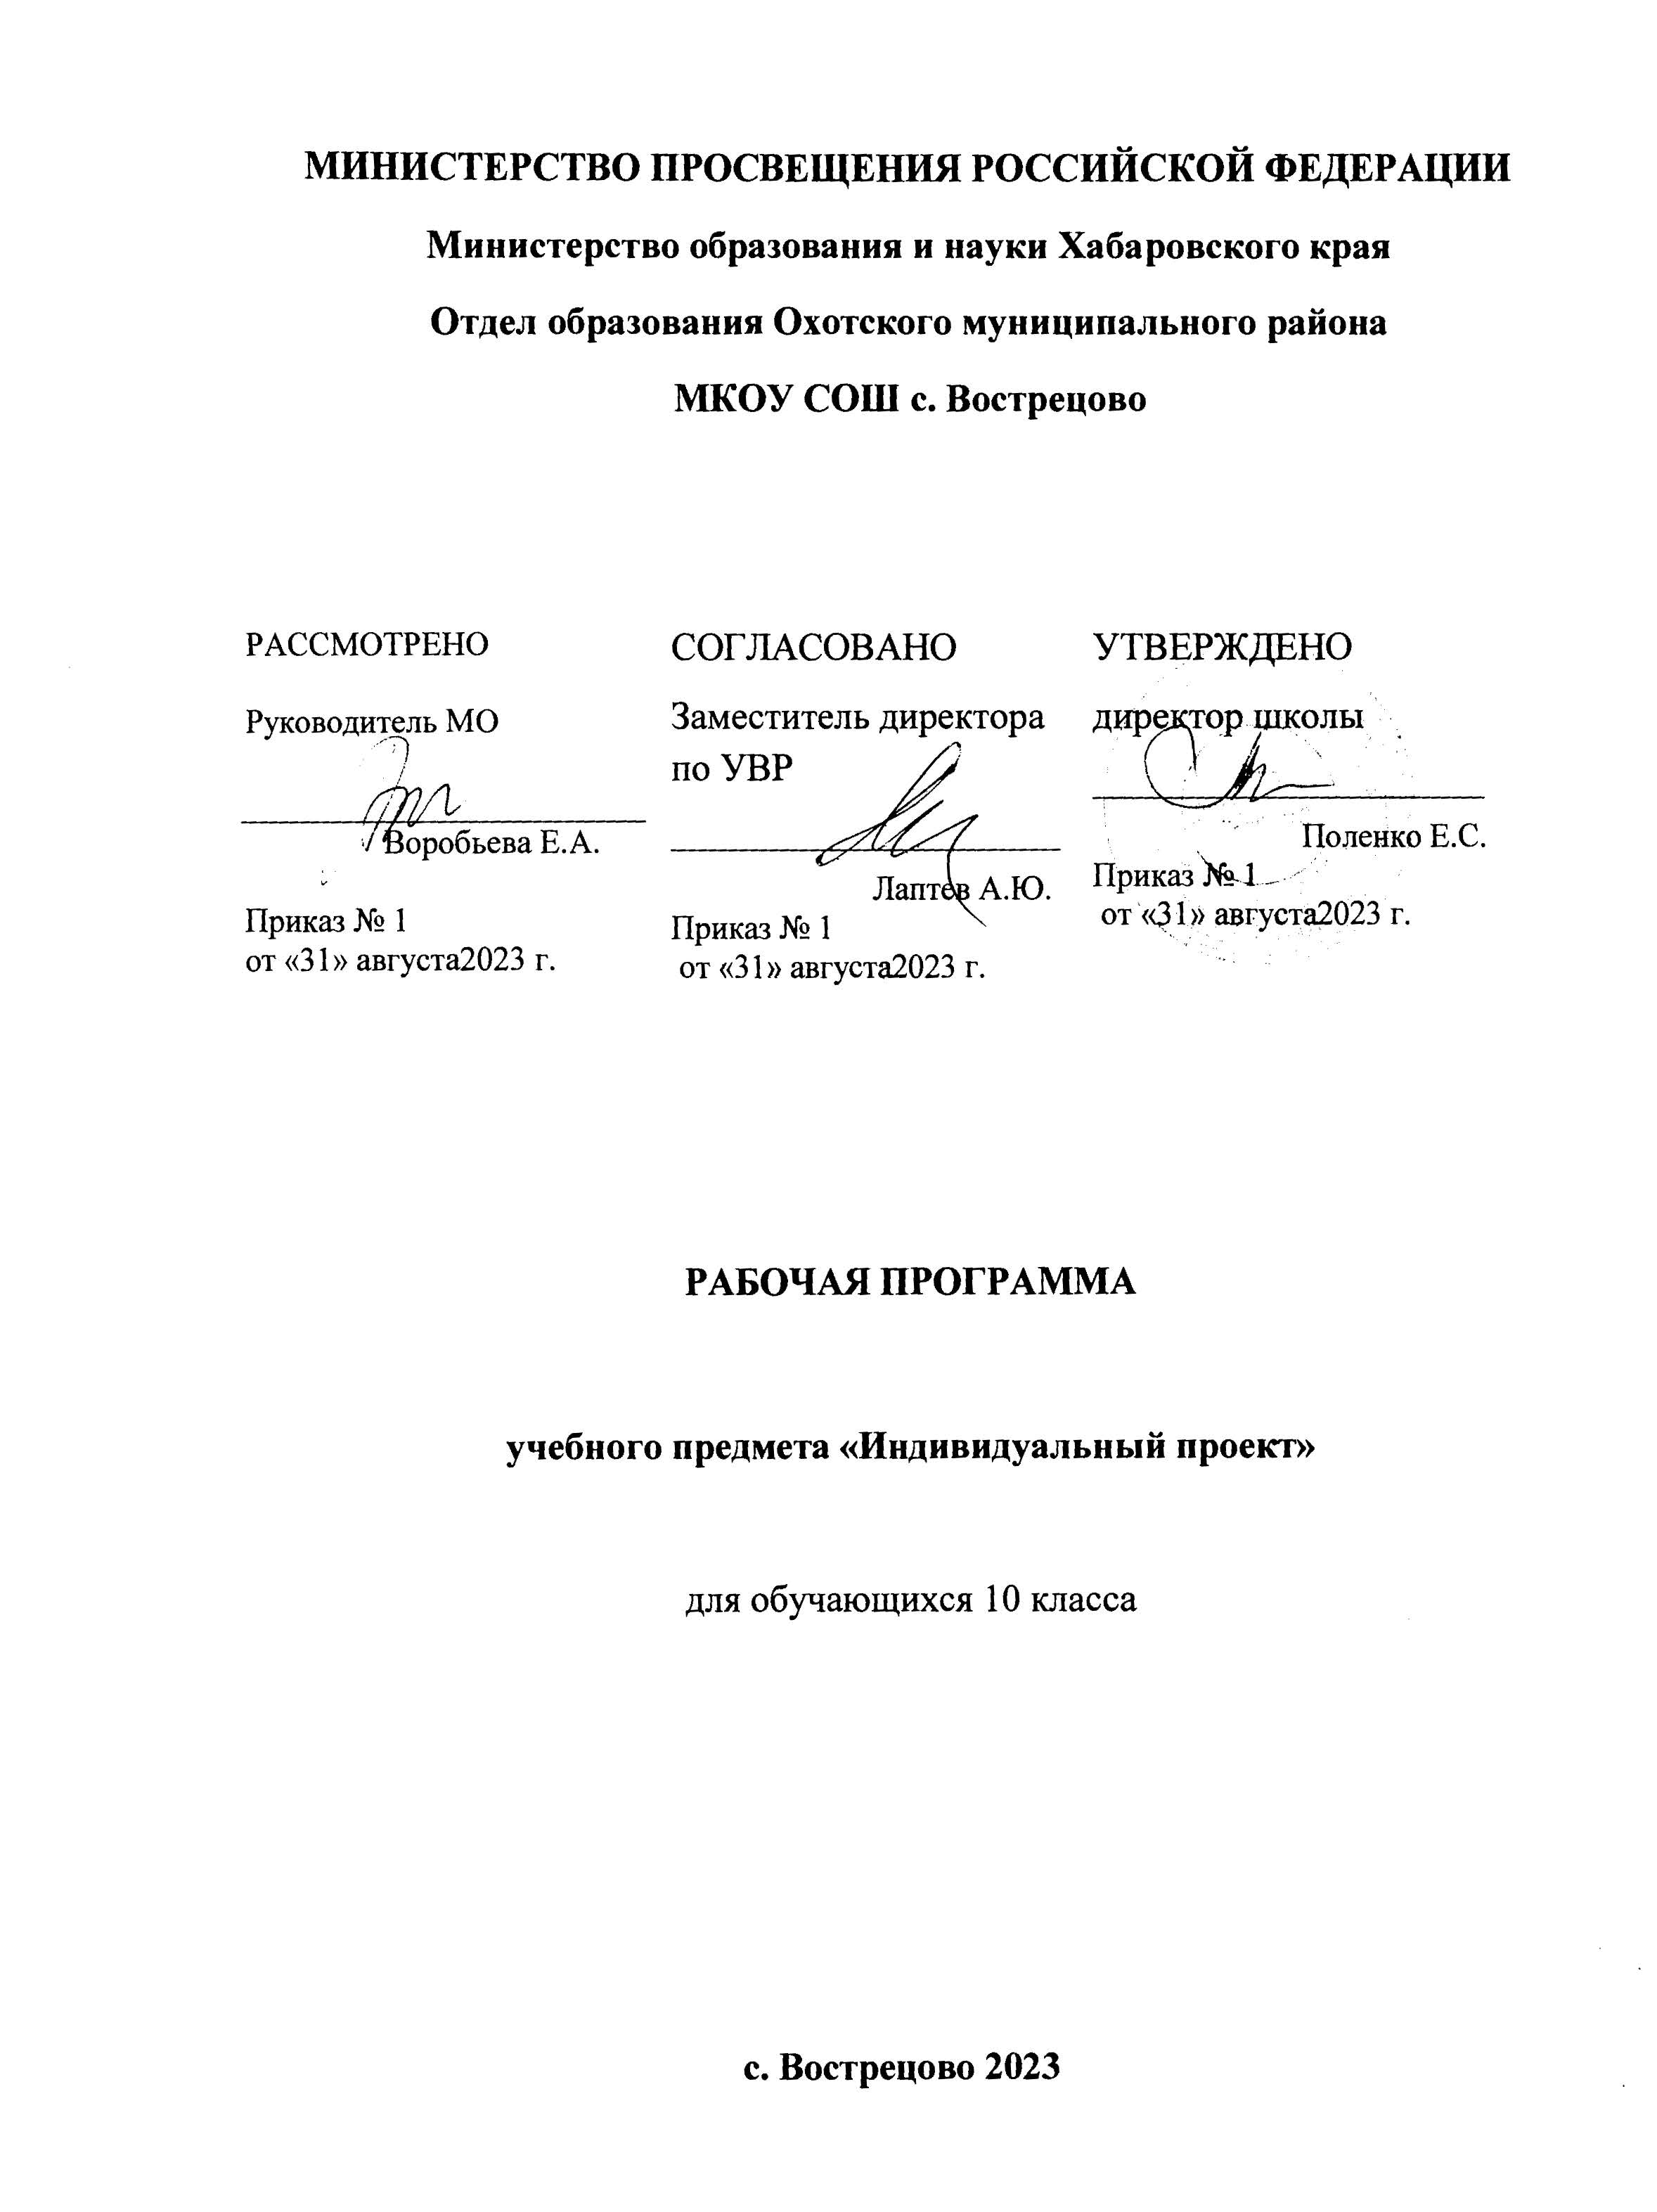 МИНИСТЕРСТВО ПРОСВЕЩЕНИЯ РОССИЙСКОЙ ФЕДЕРАЦИИ
Министерство образования и науки Хабаровского края
Отдел образования Охотского муниципального района
МКОУ СОШ с. Вострецово
РАССМОТРЕНО
Руководитель МО
Воробьева Е.А.
Приказ № 1
от «31» августа2023 г.
СОГЛАСОВАНО
Заместитель директора
по УВР
Лаптев А.Ю.
Приказ № 1
от «31» августа2023 г.
УТВЕРЖДЕНО
директор школы
Поленко Е.С.
Приказ № 1
от «31» августа2023 г.
РАБОЧАЯ ПРОГРАММА
учебного предмета «Индивидуальный проект»
для обучающихся 10 класса
с. Вострецово 2023